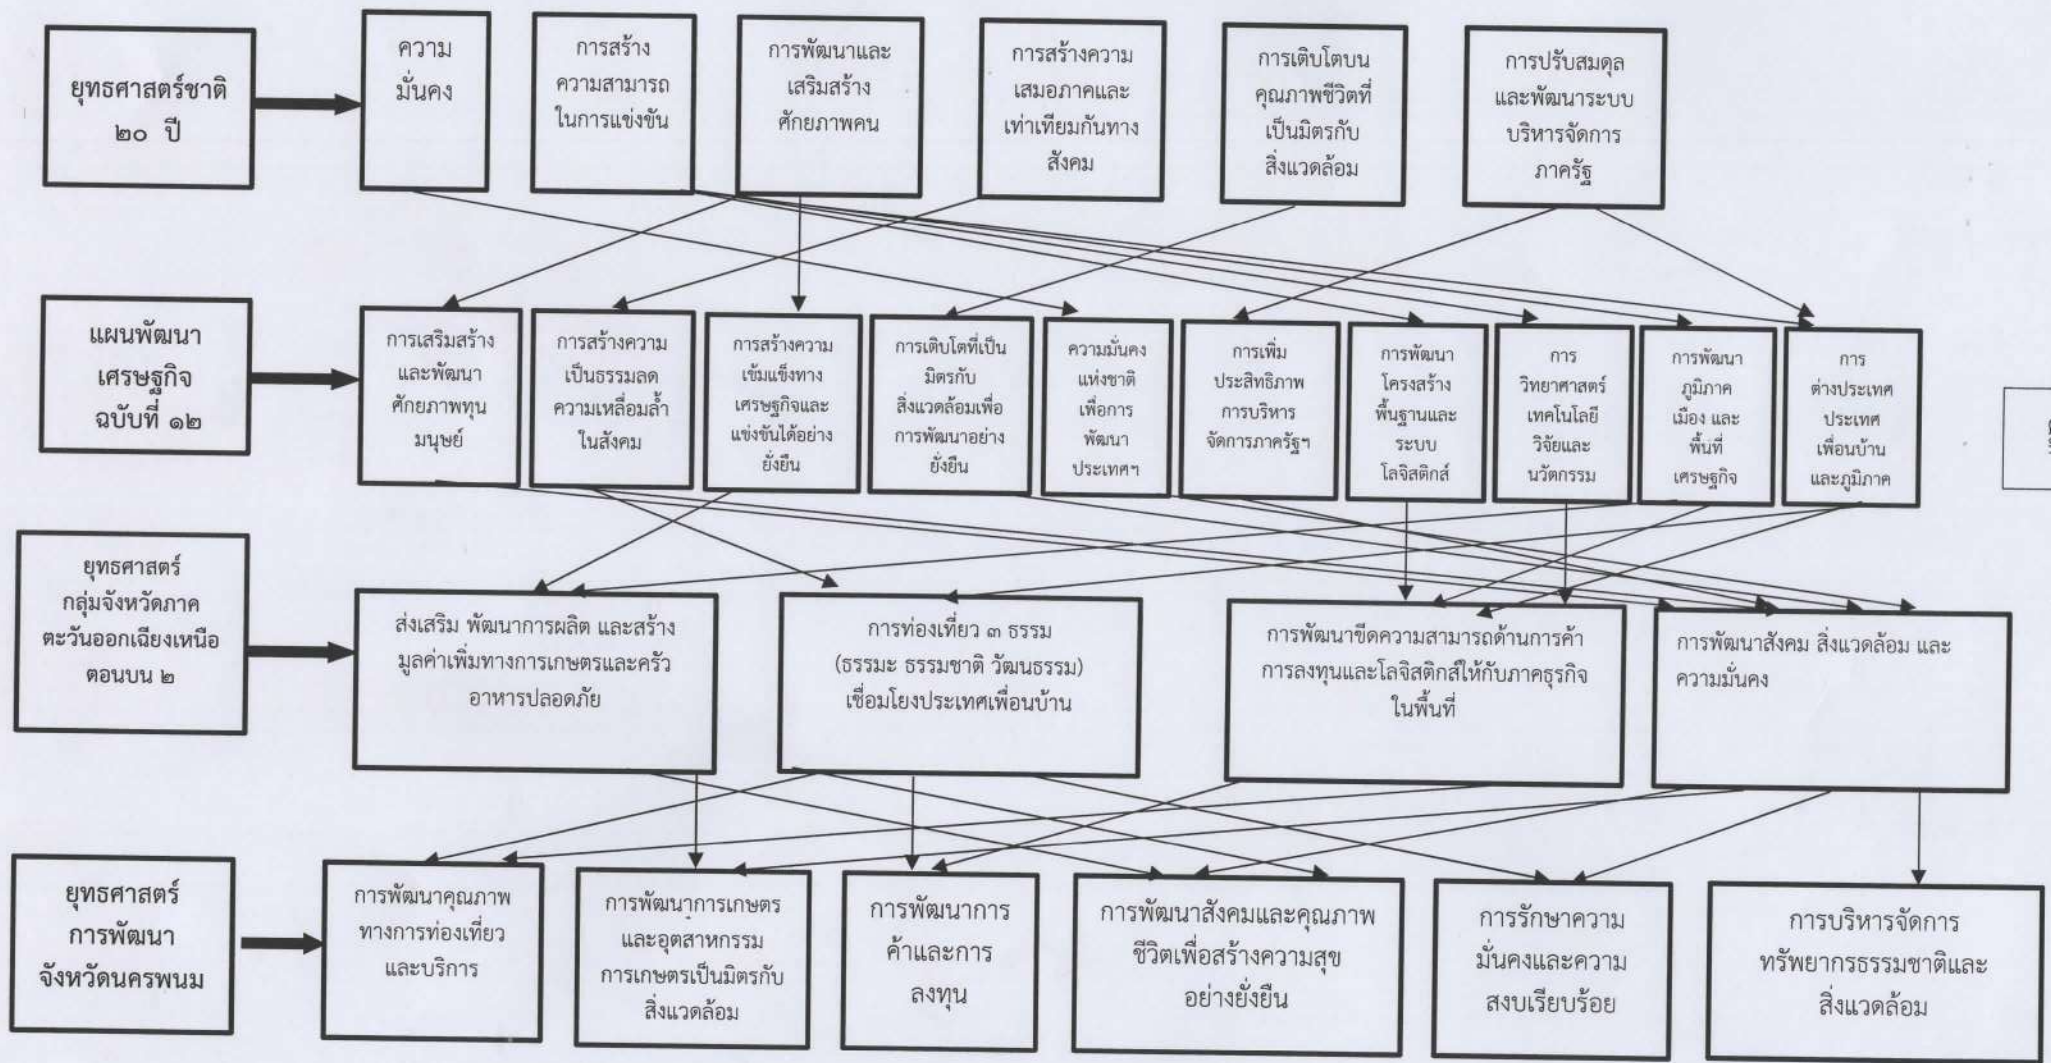 ยุทธศาสตร์ชาติ
๒๐ ปี
ความ
มั่นคง
การสร้าง
ความสามารถ
ในการแข่งขัน
การพัฒนาและ
เสริมสร้าง
ศักยภาพคน
การสร้างความ
เสมอภาคและ
เท่าเทียมกันทาง
สังคม
การเติบโตบน
คุณภาพชีวิตที่
เป็นมิตรกับ
สิ่งแวดล้อม
การปรับสมดุล
และพัฒนาระบบ
บริหารจัดการ
ภาครัฐ
แผนพัฒนา
เศรษฐกิจ
ฉบับที่ ๑๒
การเสริมสร้าง
และพัฒนา
ศักยภาพทุน
มนุษย์
การสร้างความ
เป็นธรรมลด
ความเหลื่อมล้ำ
ในสังคม
การสร้างความ
เข้มแข็งทาง
เศรษฐกิจและ
แข่งขันได้อย่าง
ยั่งยืน
การเติบโตที่เป็น
มิตรกับ
สิ่งแวดล้อมเพื่อ
การพัฒนาอย่าง
ยั่งยืน
ความมั่นคง
แห่งชาติ
เพื่อการ
พัฒนา
ประเทศฯ
การเพิ่ม
ประสิทธิภาพ
การบริหาร
จัดการภาครัฐฯ
การพัฒนา
โครงสร้าง
พื้นฐานและ
ระบบ
โลจิสติกส์
การ
วิทยาศาสตร์
เทคโนโลยี
วิจัยและ
นวัตกรรม
การพัฒนา
ภูมิภาค
เมือง และ
พื้นที่
เศรษฐกิจ
การ
ต่างประเทศ
ประเทศ
เพื่อนบ้าน
และภูมิภาค
ยุทธศาสตร์
กลุ่มจังหวัดภาค
ตะวันออกเฉียงเหนือ
ตอนบน ๒
ส่งเสริม พัฒนาการผลิต และสร้าง
มูลค่าเพิ่มทางการเกษตรและครัว
อาหารปลอดภัย
การท่องเที่ยว ๓ ธรรม
(ธรรมะ ธรรมชาติ วัฒนธรรม)
เชื่อมโยงประเทศเพื่อนบ้าน
การพัฒนาขีดความสามารถด้านการค้า
การลงทุนและโลจิสติกส์ให้กับภาคธุรกิจ
ในพื้นที่
การพัฒนาสังคม สิ่งแวดล้อม และ
ความมั่นคง
ยุทธศาสตร์
การพัฒนา
จังหวัดนครพนม
การพัฒนาคุณภาพ
ทางการท่องเที่ยว
และบริการ
การพัฒนาการเกษตร
และอุตสาหกรรม
การเกษตรเป็นมิตรกับ
สิ่งแวดล้อม
การพัฒนาการ
ค้าและการ
ลงทุน
การพัฒนาสังคมและคุณภาพ
ชีวิตเพื่อสร้างความสุข
อย่างยั่งยืน
การรักษาความ
มั่นคงและความ
สงบเรียบร้อย
การบริหารจัดการ
ทรัพยากรธรรมชาติและ
สิ่งแวดล้อม